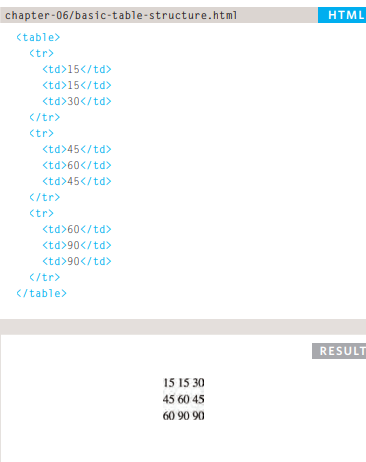 chapter-06/basic-table-structure.html HTML
<table>
  <tr>
    <td>15</td>
    <td>15</td>
    <td>30</td>
  </tr>
  <tr>
    <td>45</td>
    <td>60</td>
    <td>45</td>
  </tr>
  <tr>
    <td>60</td>
    <td>90</td>
    <td>90</td>
  </tr>
</table>
RESULT
15 15 30
45 60 45
60 90 90